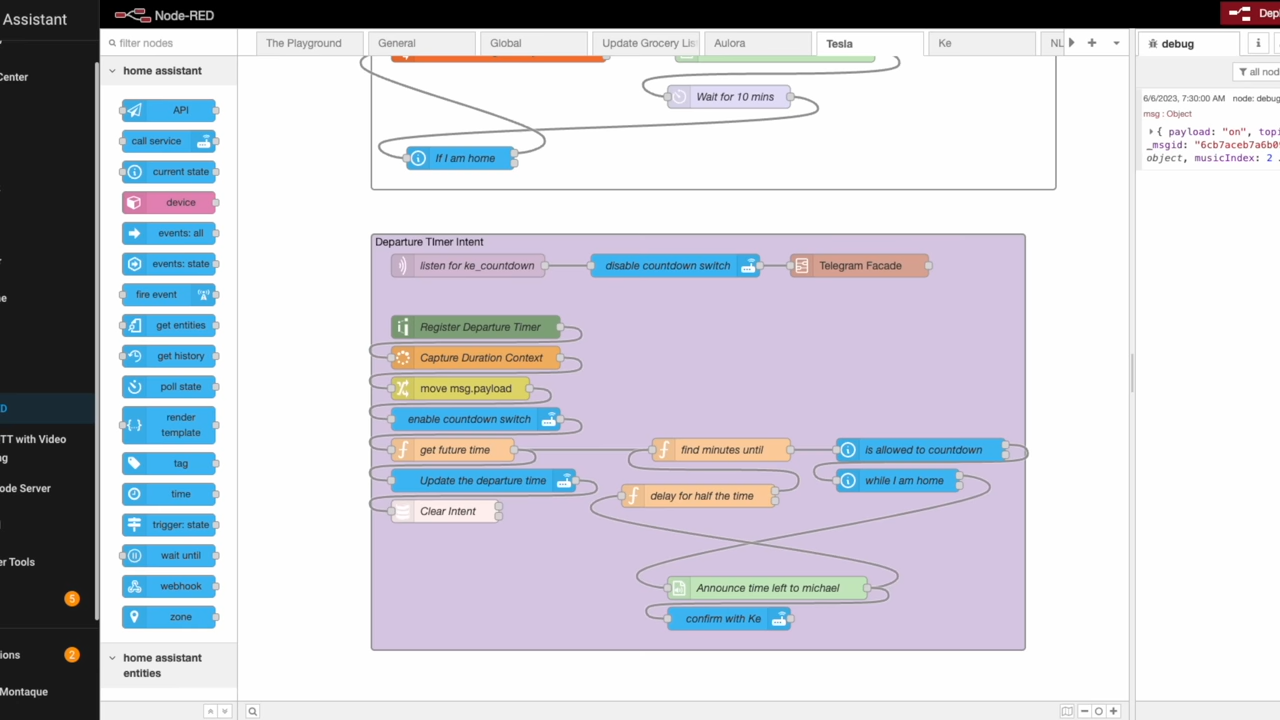 Assistant
Node-RED
Dep
filter nodes
The Playground
General
Global
Update Grocery Lis
Aulora
Tesla
Ke
NL
debug
i
home assistant
all nod
Center
API
call service
current state
device
events: all
events: state
fire event
get entities
get history
poll state
render
template
tag
time
trigger: state
wait until
webhook
zone
home assistant
entities
Wait for 10 mins
If I am home
6/6/2023, 7:30:00 AM node: debug
msg : Object
{ payload: "on", topi
_msgid: "6cb7aceb7a6b0
object, musicIndex: 2
Departure TImer Intent
listen for ke_countdown
disable countdown switch
Telegram Facade
Register Departure Timer
Capture Duration Context
move msg.payload
enable countdown switch
get future time
find minutes until
is allowed to countdown
Update the departure time
while I am home
delay for half the time
Clear Intent
Announce time left to michael
confirm with Ke
me
D
TT with Video
ng
ode Server
er Tools
5
ions
2
Montaque